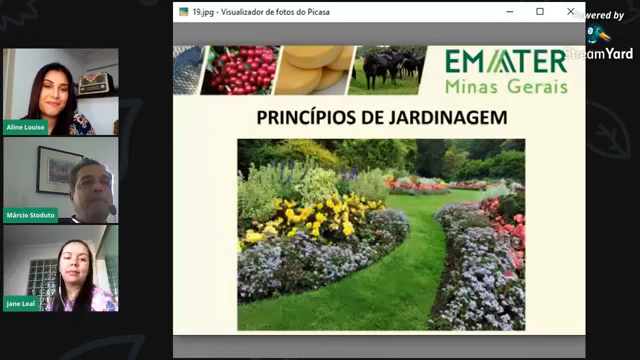 19.jpg - Visualizador de fotos do Picasa
Powered by
StreamYard
EMATER
Minas Gerais
PRINCÍPIOS DE JARDINAGEM
Aline Louise
Márcio Stoduto
Jane Leal